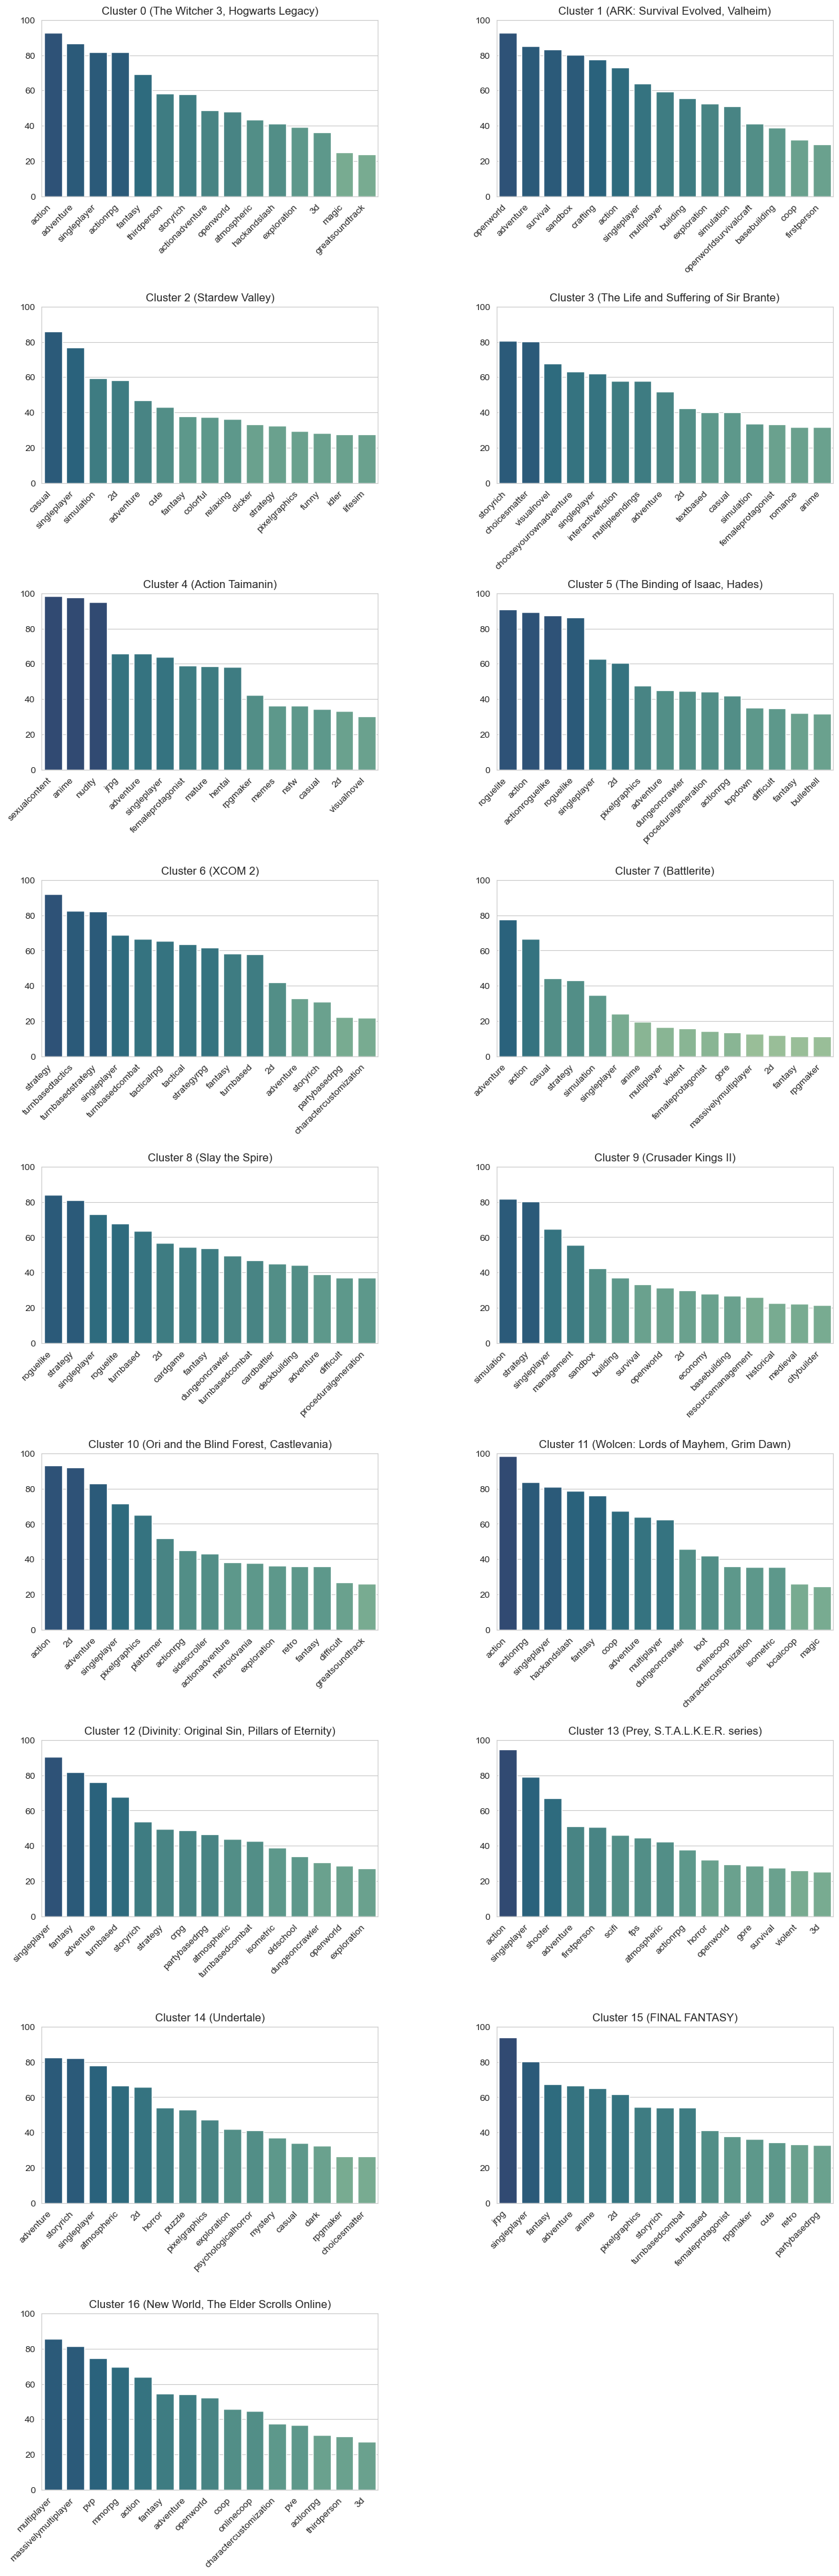 Cluster 0 (The Witcher 3, Hogwarts Legacy)
100
80
60
40
20
0
action
adventure
singleplayer
actionrpg
fantasy
thirdperson
storyrich
actionadventure
openworld
atmospheric
hackandslash
exploration
3d
magic
greatsoundtrack
Cluster 1 (ARK: Survival Evolved, Valheim)
100
80
60
40
20
0
openworld
adventure
survival
sandbox
crafting
action
singleplayer
multiplayer
building
exploration
simulation
openworldsurvivalcraft
basebuilding
coop
firstperson
Cluster 2 (Stardew Valley)
100
80
60
40
20
0
casual
singleplayer
simulation
2d
adventure
cute
fantasy
colorful
relaxing
clicker
strategy
pixelgraphics
funny
idler
lifesim
Cluster 3 (The Life and Suffering of Sir Brante)
100
80
60
40
20
0
storyrich
choicesmatter
visualnovel
chooseyourownadventure
singleplayer
interactivefiction
multipleendings
adventure
2d
textbased
casual
simulation
femaleprotagonist
romance
anime
Cluster 4 (Action Taimanin)
100
80
60
40
20
0
sexualcontent
anime
nudity
jrpg
adventure
singleplayer
femaleprotagonist
mature
hentai
rpgmaker
memes
nsfw
casual
2d
visualnovel
Cluster 5 (The Binding of Isaac, Hades)
100
80
60
40
20
0
roguelite
action
actionroguelike
roguelike
singleplayer
2d
pixelgraphics
adventure
dungeoncrawler
proceduralgeneration
actionrpg
topdown
difficult
fantasy
bullethell
Cluster 6 (XCOM 2)
100
80
60
40
20
0
strategy
turnbasedtactics
turnbasedstrategy
singleplayer
turnbasedcombat
tacticalrpg
tactical
strategyrpg
fantasy
turnbased
2d
adventure
storyrich
partybasedrpg
charactercustomization
Cluster 7 (Battlerite)
100
80
60
40
20
0
adventure
action
casual
strategy
simulation
singleplayer
anime
multiplayer
violent
femaleprotagonist
gore
massivelymultiplayer
2d
fantasy
rpgmaker
Cluster 8 (Slay the Spire)
100
80
60
40
20
0
roguelike
strategy
singleplayer
roguelite
turnbased
2d
cardgame
fantasy
dungeoncrawler
turnbasedcombat
cardbattler
deckbuilding
adventure
difficult
proceduralgeneration
Cluster 9 (Crusader Kings II)
100
80
60
40
20
0
simulation
strategy
singleplayer
management
sandbox
building
survival
openworld
2d
economy
basebuilding
resourcemanagement
historical
medieval
citybuilder
Cluster 10 (Ori and the Blind Forest, Castlevania)
100
80
60
40
20
0
action
2d
adventure
singleplayer
pixelgraphics
platformer
actionrpg
sidescroller
actionadventure
metroidvania
exploration
retro
fantasy
difficult
greatsoundtrack
Cluster 11 (Wolcen: Lords of Mayhem, Grim Dawn)
100
80
60
40
20
0
action
actionrpg
singleplayer
hackandslash
fantasy
coop
adventure
multiplayer
dungeoncrawler
loot
onlinecoop
charactercustomization
isometric
localcoop
magic
Cluster 12 (Divinity: Original Sin, Pillars of Eternity)
100
80
60
40
20
0
singleplayer
fantasy
adventure
turnbased
storyrich
strategy
crpg
partybasedrpg
atmospheric
turnbasedcombat
isometric
oldschool
dungeoncrawler
openworld
exploration
Cluster 13 (Prey, S.T.A.L.K.E.R. series)
100
80
60
40
20
0
action
singleplayer
shooter
adventure
firstperson
scifi
fps
atmospheric
actionrpg
horror
openworld
gore
survival
violent
3d
Cluster 14 (Undertale)
100
80
60
40
20
0
adventure
storyrich
singleplayer
atmospheric
2d
horror
puzzle
pixelgraphics
exploration
psychologicalhorror
mystery
casual
dark
rpgmaker
choicesmatter
Cluster 15 (FINAL FANTASY)
100
80
60
40
20
0
jrpg
singleplayer
fantasy
adventure
anime
2d
pixelgraphics
storyrich
turnbasedcombat
turnbased
femaleprotagonist
rpgmaker
cute
retro
partybasedrpg
Cluster 16 (New World, The Elder Scrolls Online)
100
80
60
40
20
0
multiplayer
massivelymultiplayer
pvp
mmorpg
action
fantasy
adventure
openworld
coop
onlinecoop
charactercustomization
pve
actionrpg
thirdperson
3d